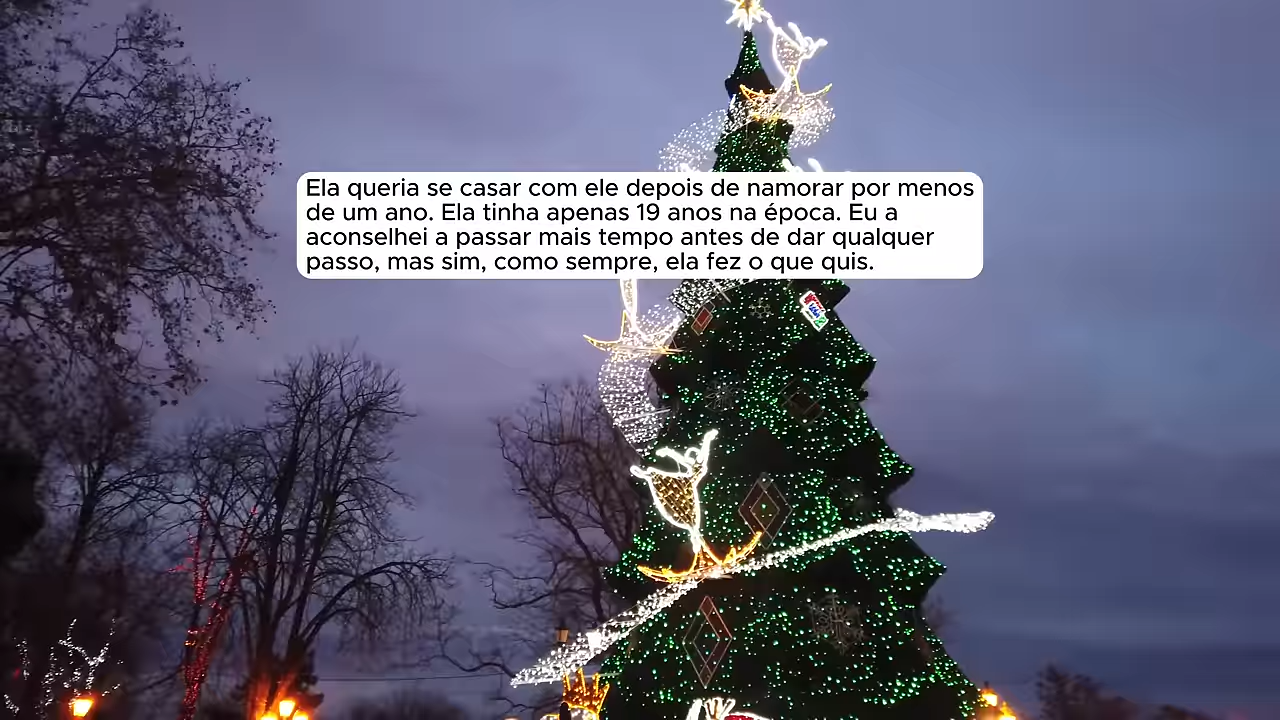 Ela queria se casar com ele depois de namorar por menos
de um ano. Ela tinha apenas 19 anos na época. Eu a
aconselhei a passar mais tempo antes de dar qualquer
passo, mas sim, como sempre, ela fez o que quis.